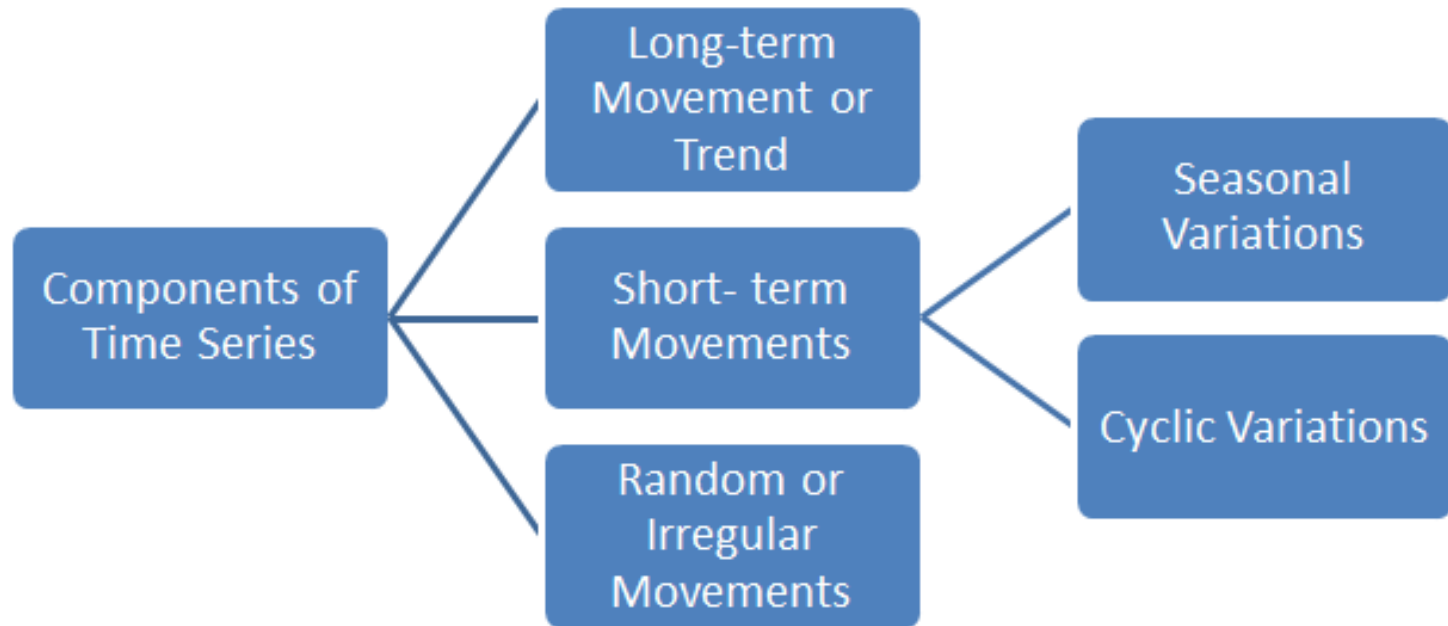 Components of
Time Series
Long-term
Movement or
Trend
Short- term
Movements
Random or
Irregular
Movements
Seasonal
Variations
Cyclic Variations